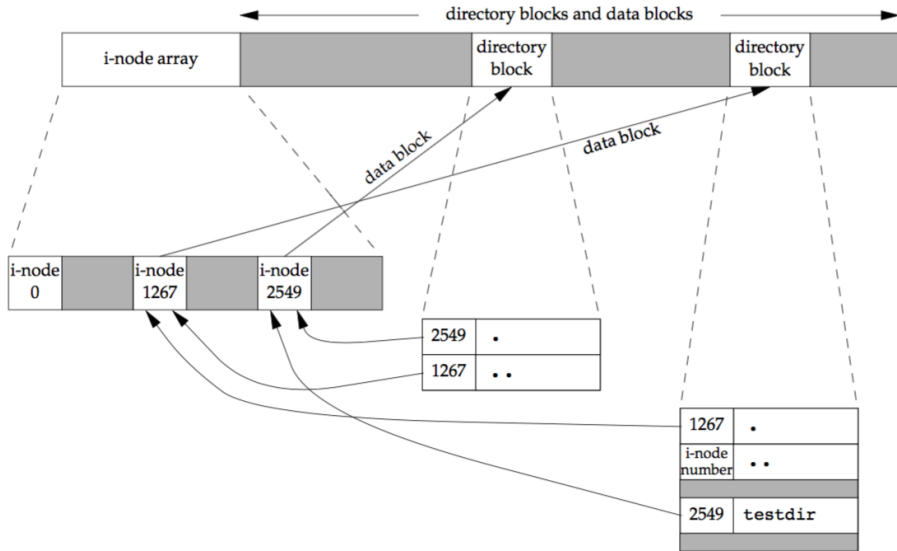 directory blocks and data blocks
i-node array
directory
block
directory
block
data block
data block
i-node
0
i-node
1267
i-node
2549
2549 .
1267 ..
1267 .
i-node
number ..
2549 testdir